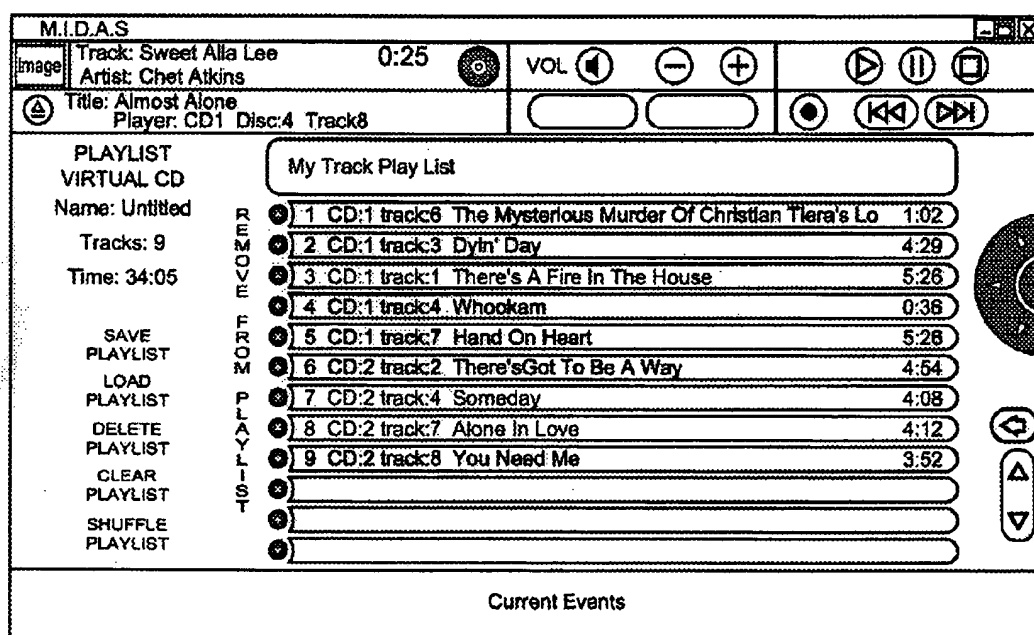 M.I.D.A.S
Image
Track: Sweet Alla Lee 0:25
Artist: Chet Atkins
VOL
Title: Almost Alone
Player: CD1 Disc:4 Track8
PLAYLIST
VIRTUAL CD
Name: Untitled
Tracks: 9
Time: 34:05
SAVE
PLAYLIST
LOAD
PLAYLIST
DELETE
PLAYLIST
CLEAR
PLAYLIST
SHUFFLE
PLAYLIST
REMOVE FROM PLAYLIST
My Track Play List
1 CD:1 track:6 The Mysterious Murder Of Christian Tiera's Lo 1:02
2 CD:1 track:3 Dyin' Day 4:29
3 CD:1 track:1 There's A Fire In The House 5:26
4 CD:1 track:4 Whookam 0:36
5 CD:1 track:7 Hand On Heart 5:26
6 CD:2 track:2 There'sGot To Be A Way 4:54
7 CD:2 track:4 Someday 4:08
8 CD:2 track:7 Alone In Love 4:12
9 CD:2 track:8 You Need Me 3:52
Current Events